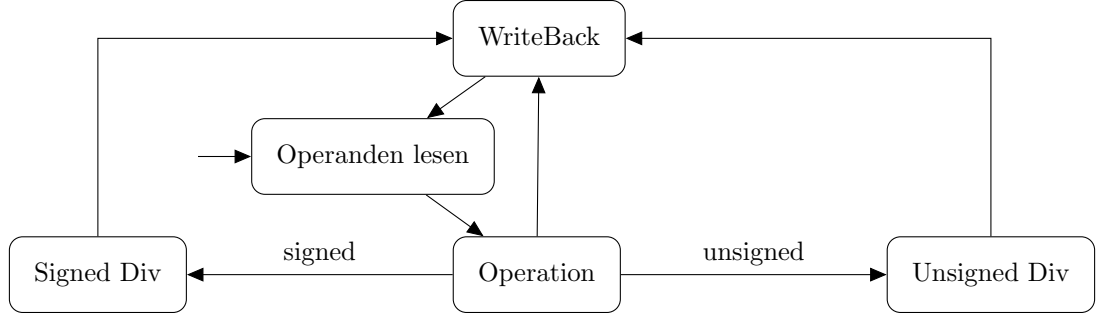 WriteBack
Operanden lesen
signed
unsigned
Signed Div
Operation
Unsigned Div